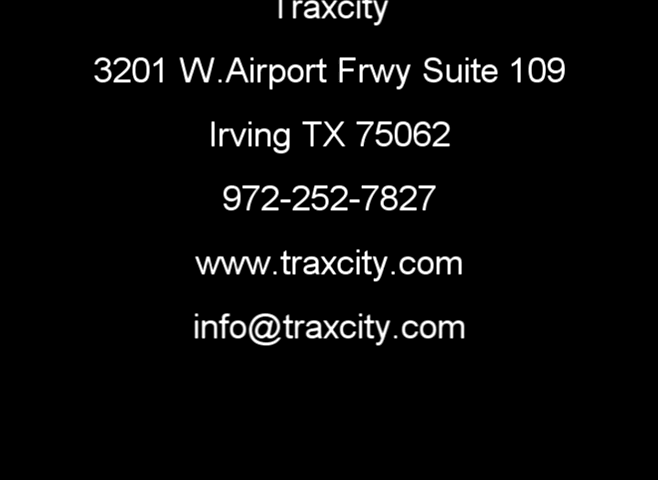 Traxcity
3201 W.Airport Frwy Suite 109
Irving TX 75062
972-252-7827
www.traxcity.com
info@traxcity.com